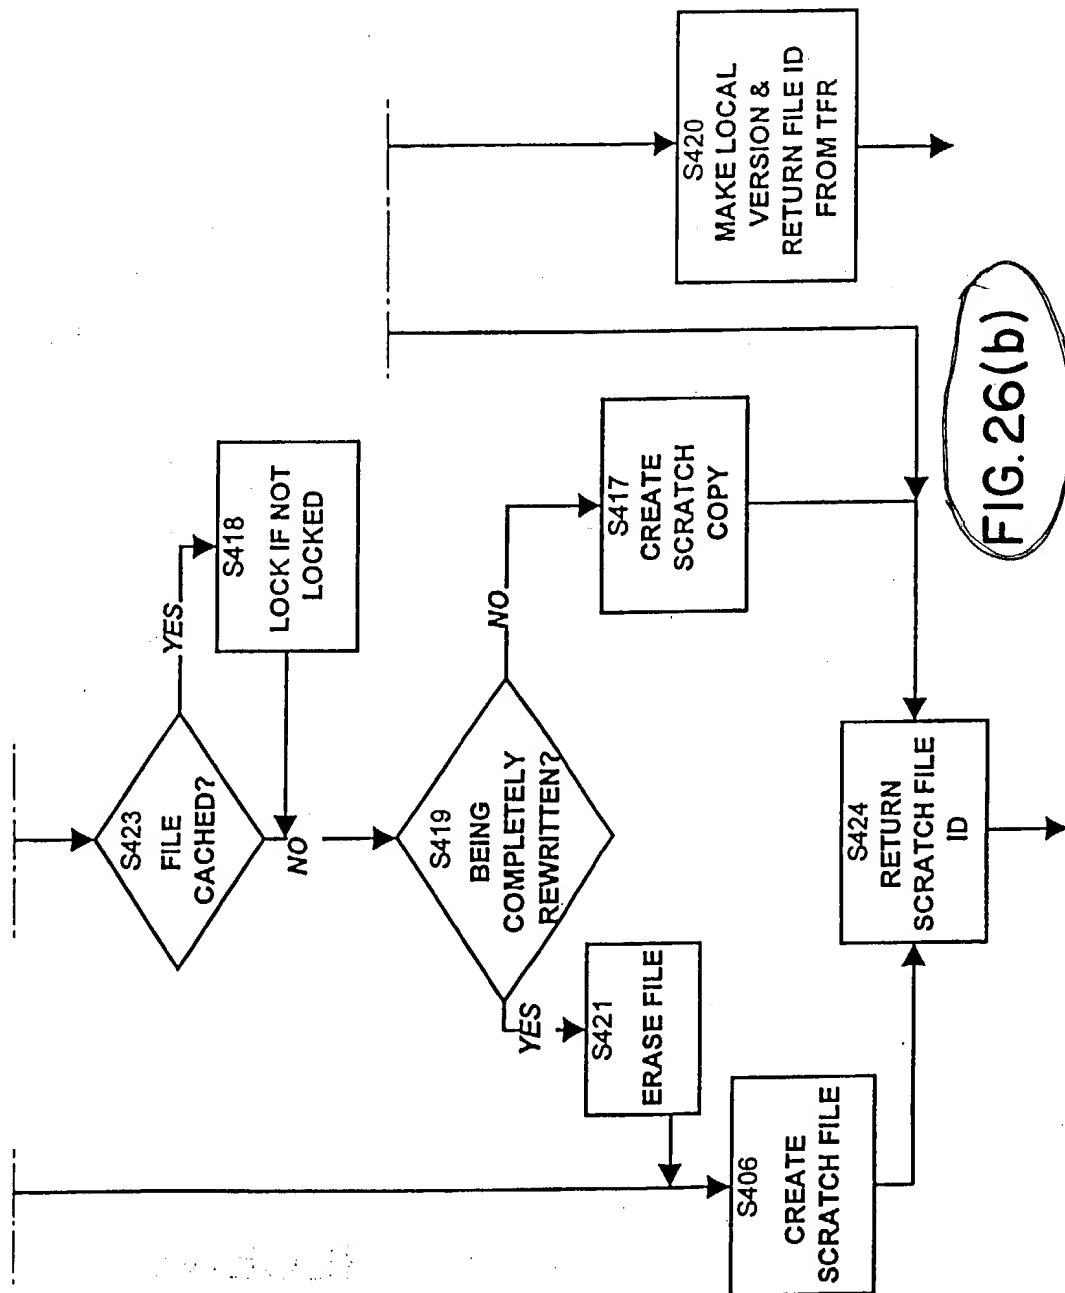 S423
FILE
CACHED?
YES
S418
LOCK IF NOT
LOCKED
NO
S419
BEING
COMPLETELY
REWRITTEN?
NO
S417
CREATE
SCRATCH
COPY
YES
S421
ERASE FILE
S406
CREATE
SCRATCH FILE
S424
RETURN
SCRATCH FILE
ID
S420
MAKE LOCAL
VERSION &
RETURN FILE ID
FROM TFR
FIG. 26(b)